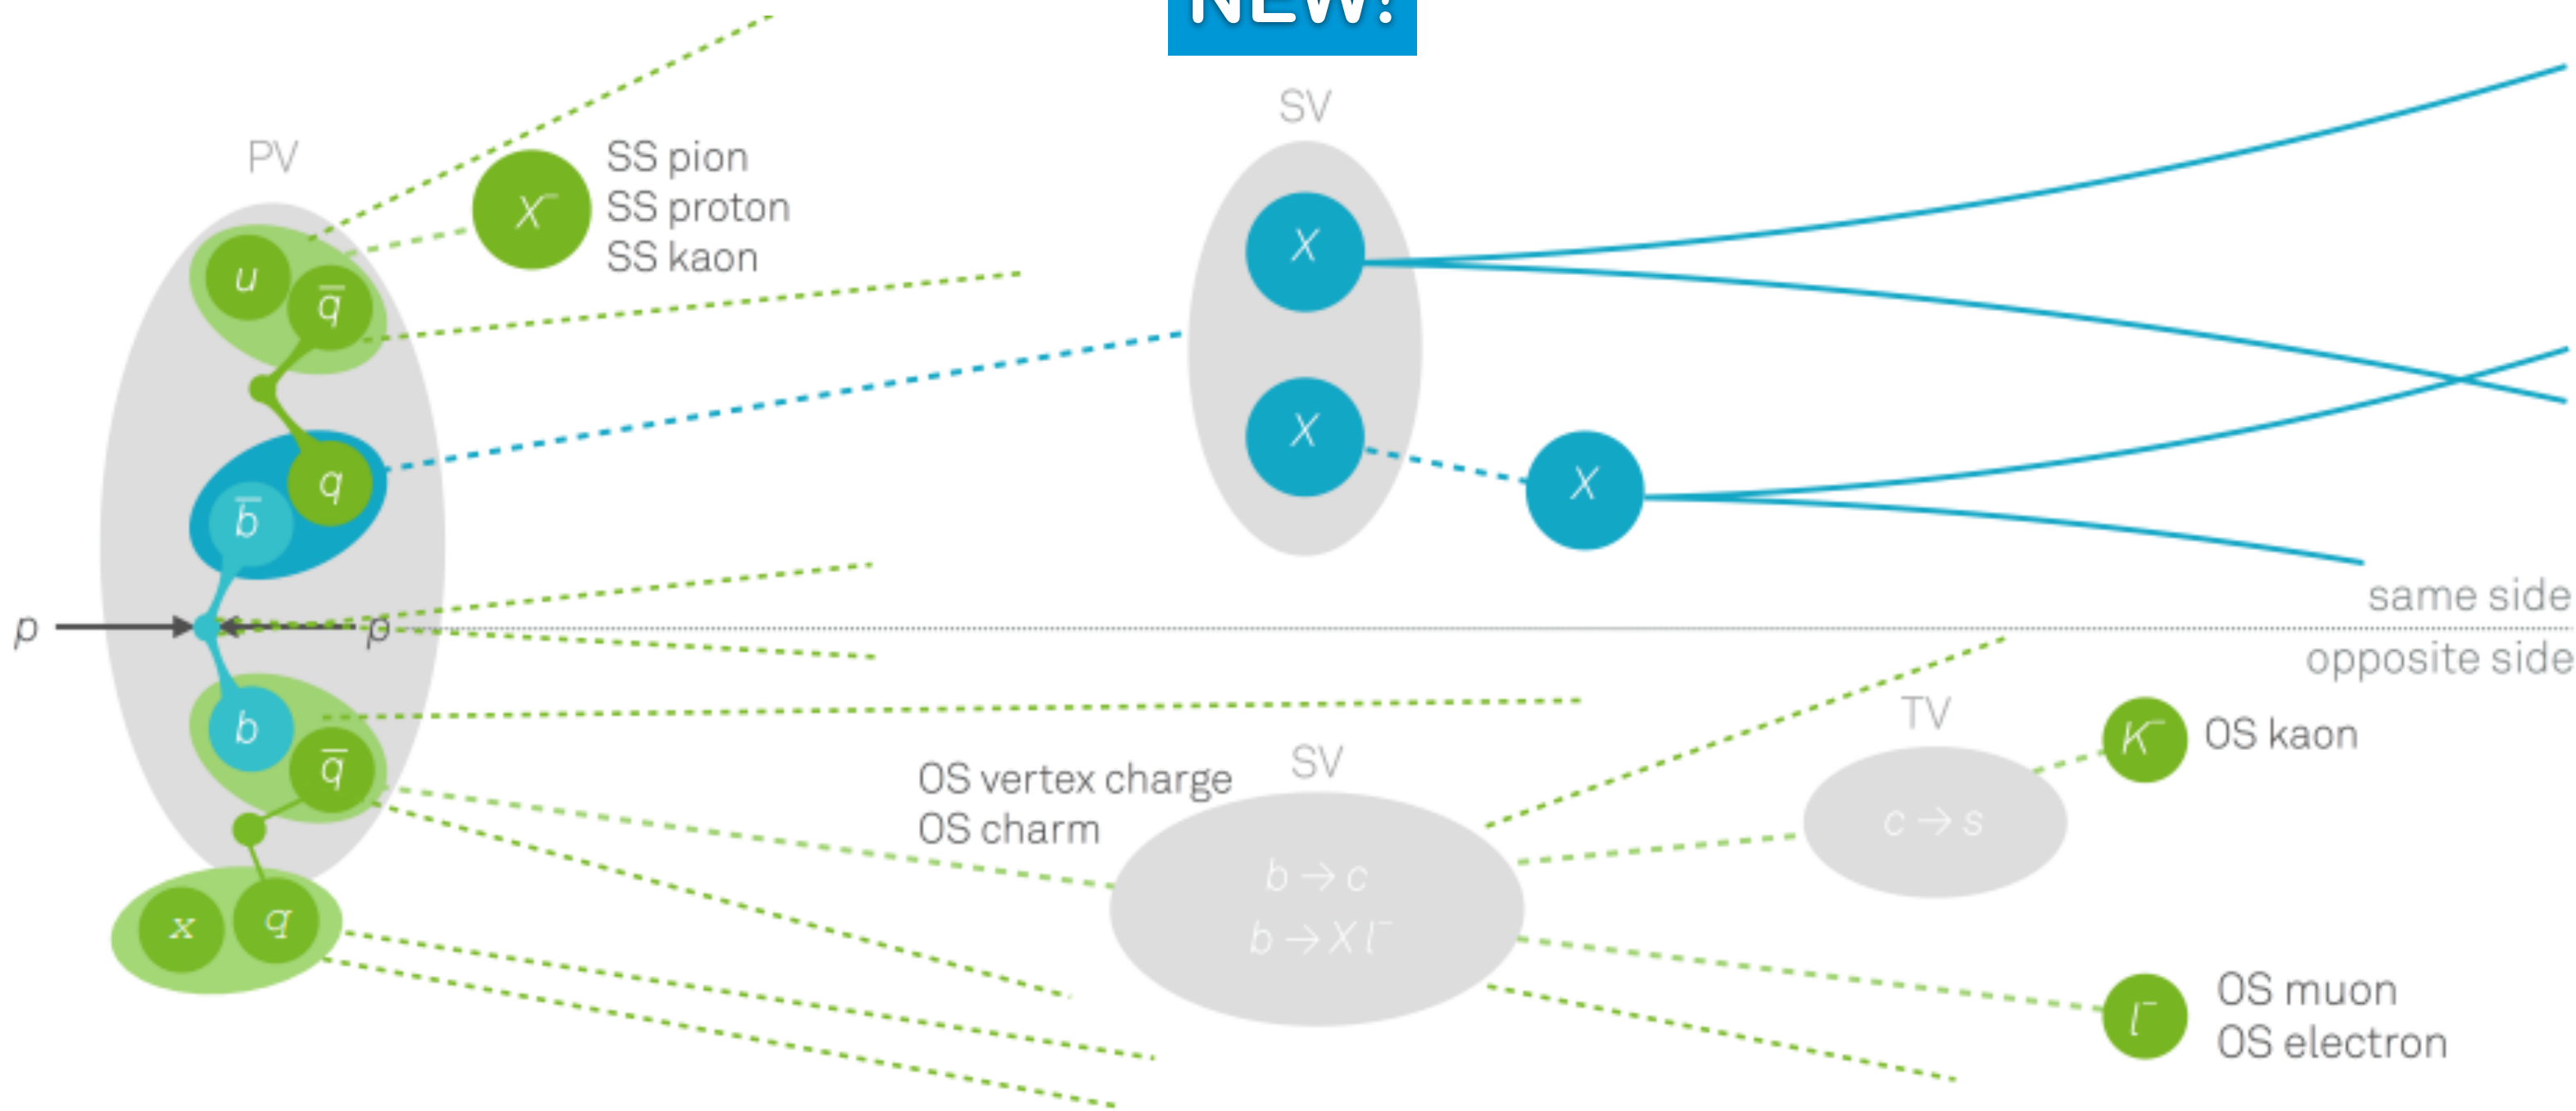 NEW!
SV
PV
SS pion
SS proton
SS kaon
X⁻
X
u
q̄
X
X
q
b̄
same side
p
p
opposite side
b
q̄
TV
K⁻ OS kaon
SV
OS vertex charge
OS charm
c → s
b → c
b → X l⁻
x q
l⁻
OS muon
OS electron